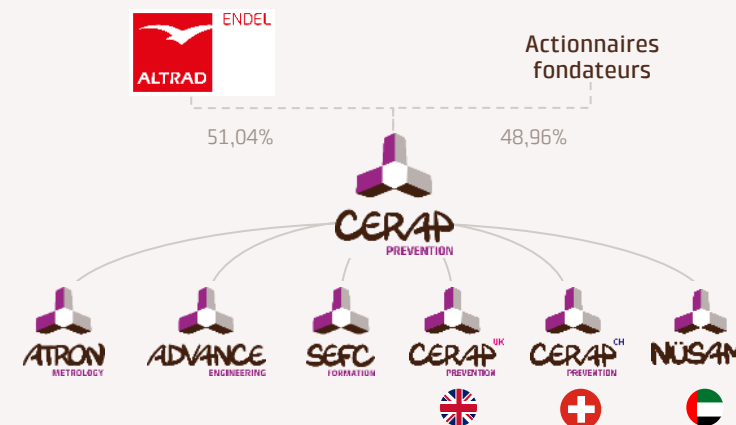 ENDEL
ALTRAD
Actionnaires
fondateurs
51,04%
48,96%
CERAP
PREVENTION
ATRON
METROLOGY
ADVANCE
ENGINEERING
SEFC
FORMATION
CERAP UK
PREVENTION
CERAP CH
PREVENTION
NÜSAM